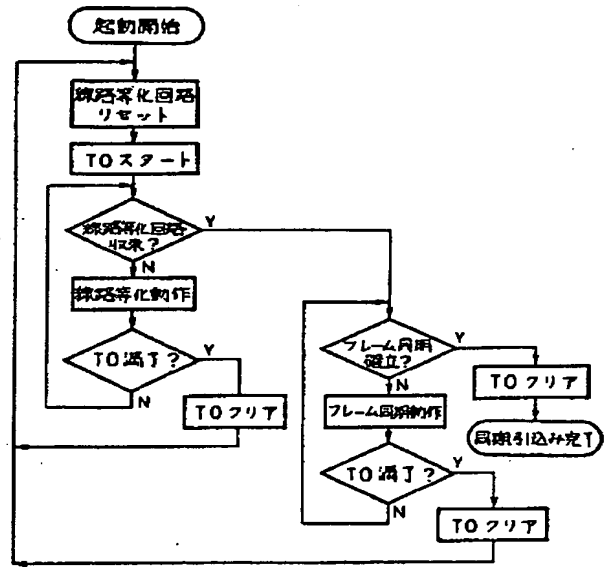 起動開始
線路等化回路
リセット
TOスタート
線路等化回路
収束?
Y
N
線路等化動作
TO満了?
Y
N
TOクリア
フレーム同期
確立?
Y
N
TOクリア
フレーム同期動作
同期引込み完了
TO満了?
Y
N
TOクリア